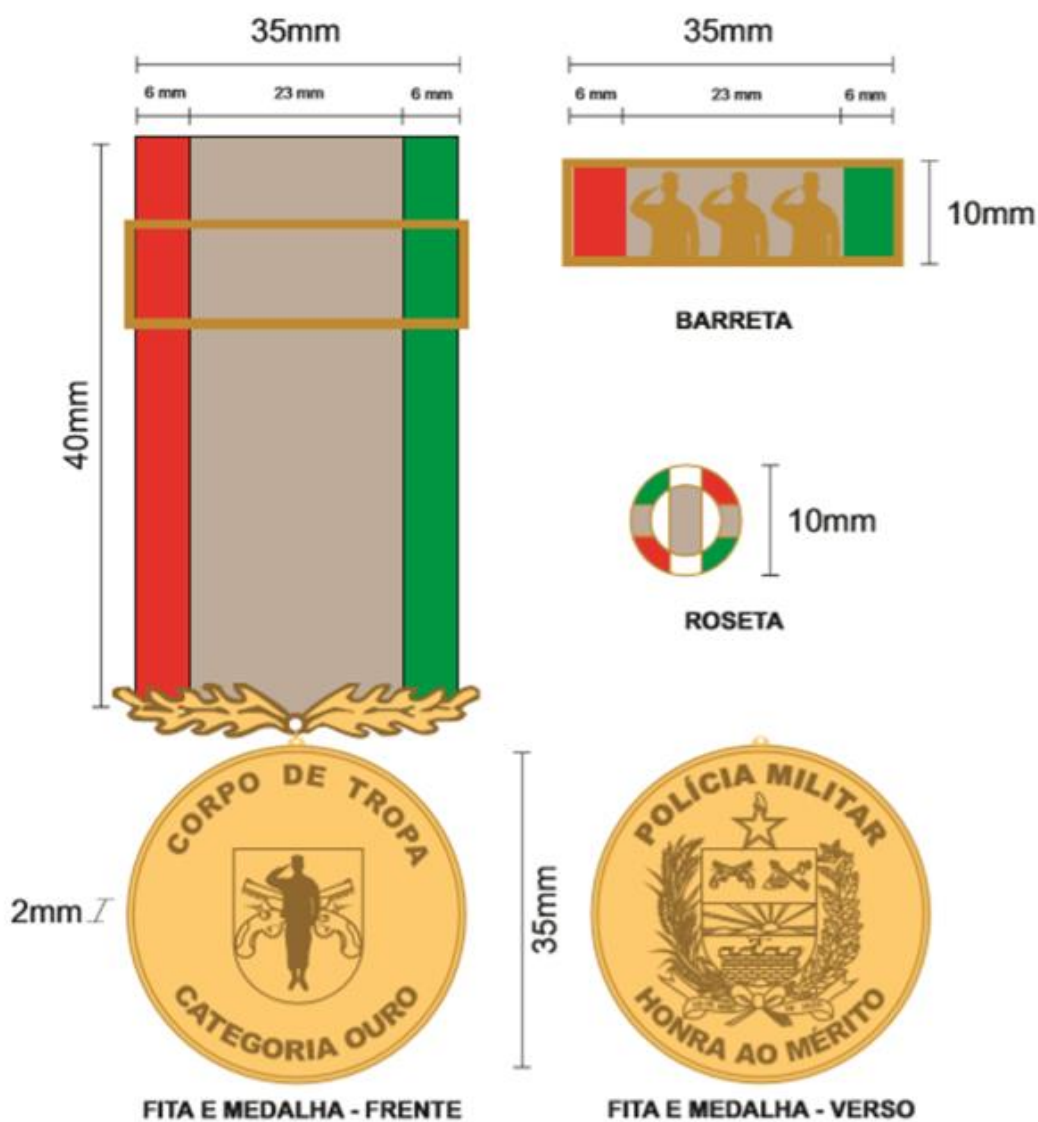 35mm
6 mm 23 mm 6 mm
40mm
35mm
6 mm 23 mm 6 mm
10mm
BARRETA
10mm
ROSETA
CORPO DE TROPA
CATEGORIA OURO
2mm
35mm
FITA E MEDALHA - FRENTE
POLÍCIA MILITAR
HONRA AO MÉRITO
FITA E MEDALHA - VERSO